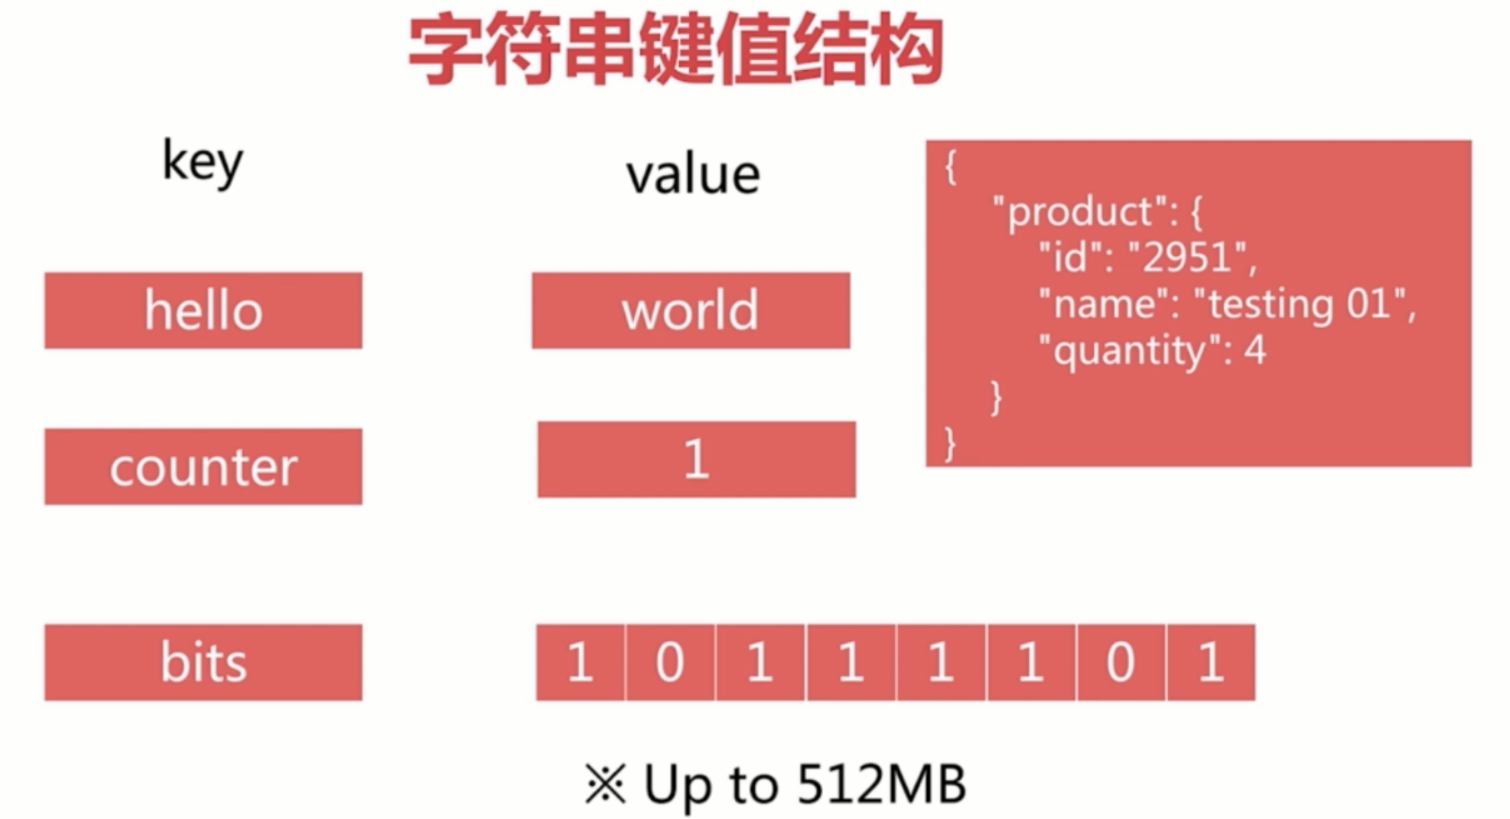 字符串键值结构
key
value
{
"product": {
"id": "2951",
"name": "testing 01",
"quantity": 4
}
}
hello
world
counter
1
bits
1 0 1 1 1 1 0 1
※ Up to 512MB